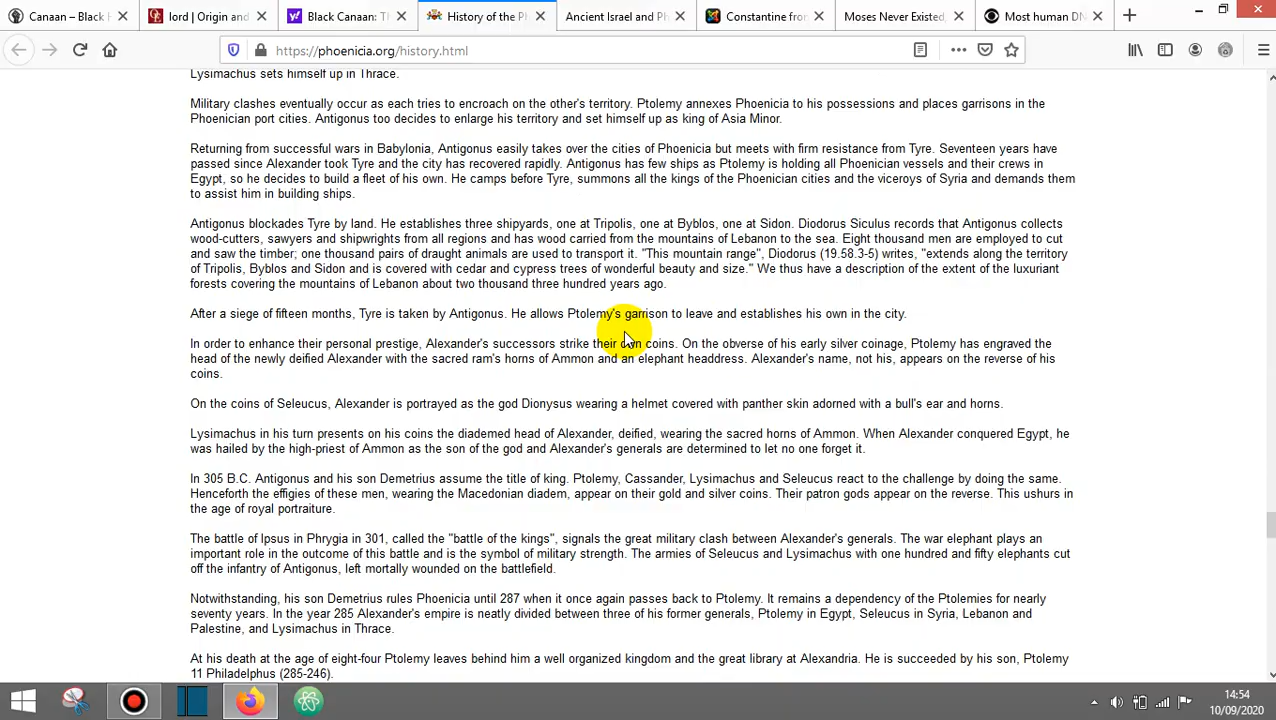 Canaan – Black H
lord | Origin and
Black Canaan: Th
History of the Ph
Ancient Israel and Ph
Constantine from
Moses Never Existed,
Most human DN
https://phoenicia.org/history.html
Lysimachus sets himself up in Thrace.
Military clashes eventually occur as each tries to encroach on the other's territory. Ptolemy annexes Phoenicia to his possessions and places garrisons in the
Phoenician port cities. Antigonus too decides to enlarge his territory and set himself up as king of Asia Minor.
Returning from successful wars in Babylonia, Antigonus easily takes over the cities of Phoenicia but meets with firm resistance from Tyre. Seventeen years have
passed since Alexander took Tyre and the city has recovered rapidly. Antigonus has few ships as Ptolemy is holding all Phoenician vessels and their crews in
Egypt, so he decides to build a fleet of his own. He camps before Tyre, summons all the kings of the Phoenician cities and the viceroys of Syria and demands them
to assist him in building ships.
Antigonus blockades Tyre by land. He establishes three shipyards, one at Tripolis, one at Byblos, one at Sidon. Diodorus Siculus records that Antigonus collects
wood-cutters, sawyers and shipwrights from all regions and has wood carried from the mountains of Lebanon to the sea. Eight thousand men are employed to cut
and saw the timber; one thousand pairs of draught animals are used to transport it. "This mountain range", Diodorus (19.58.3-5) writes, "extends along the territory
of Tripolis, Byblos and Sidon and is covered with cedar and cypress trees of wonderful beauty and size." We thus have a description of the extent of the luxuriant
forests covering the mountains of Lebanon about two thousand three hundred years ago.
After a siege of fifteen months, Tyre is taken by Antigonus. He allows Ptolemy's garrison to leave and establishes his own in the city.
In order to enhance their personal prestige, Alexander's successors strike their own coins. On the obverse of his early silver coinage, Ptolemy has engraved the
head of the newly deified Alexander with the sacred ram's horns of Ammon and an elephant headdress. Alexander's name, not his, appears on the reverse of his
coins.
On the coins of Seleucus, Alexander is portrayed as the god Dionysus wearing a helmet covered with panther skin adorned with a bull's ear and horns.
Lysimachus in his turn presents on his coins the diademed head of Alexander, deified, wearing the sacred horns of Ammon. When Alexander conquered Egypt, he
was hailed by the high-priest of Ammon as the son of the god and Alexander's generals are determined to let no one forget it.
In 305 B.C. Antigonus and his son Demetrius assume the title of king. Ptolemy, Cassander, Lysimachus and Seleucus react to the challenge by doing the same.
Henceforth the effigies of these men, wearing the Macedonian diadem, appear on their gold and silver coins. Their patron gods appear on the reverse. This ushurs in
the age of royal portraiture.
The battle of Ipsus in Phrygia in 301, called the "battle of the kings", signals the great military clash between Alexander's generals. The war elephant plays an
important role in the outcome of this battle and is the symbol of military strength. The armies of Seleucus and Lysimachus with one hundred and fifty elephants cut
off the infantry of Antigonus, left mortally wounded on the battlefield.
Notwithstanding, his son Demetrius rules Phoenicia until 287 when it once again passes back to Ptolemy. It remains a dependency of the Ptolemies for nearly
seventy years. In the year 285 Alexander's empire is neatly divided between three of his former generals, Ptolemy in Egypt, Seleucus in Syria, Lebanon and
Palestine, and Lysimachus in Thrace.
At his death at the age of eight-four Ptolemy leaves behind him a well organized kingdom and the great library at Alexandria. He is succeeded by his son, Ptolemy
11 Philadelphus (285-246).
14:54
10/09/2020